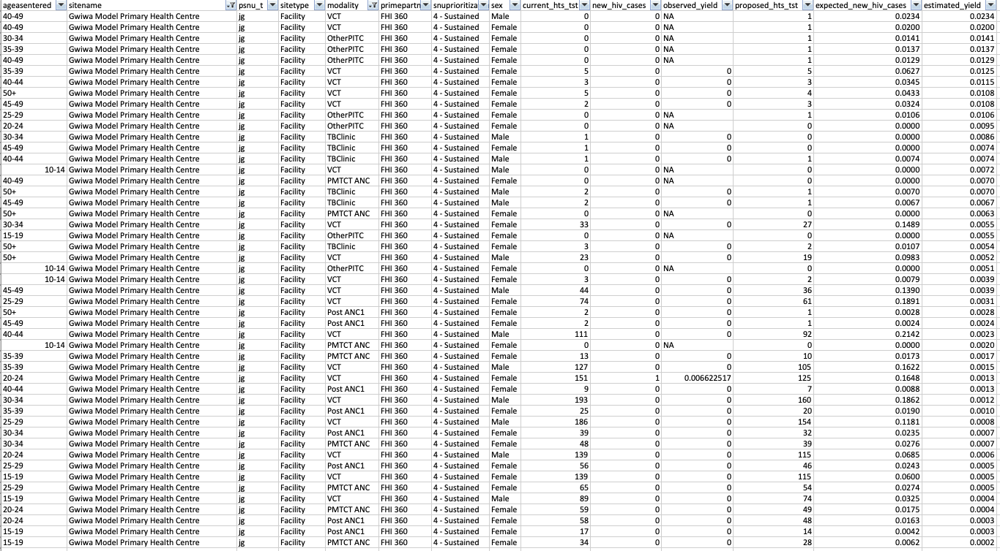 ageasentered sitename psnu_t sitetype modality primepartn snuprioritiza sex current_hts_tst new_hiv_cases observed_yield proposed_hts_tst expected_new_hiv_cases estimated_yield
40-49 Gwiwa Model Primary Health Centre jg Facility VCT FHI 360 4 - Sustained Male 0 0 NA 1 0.0234 0.0234
40-49 Gwiwa Model Primary Health Centre jg Facility VCT FHI 360 4 - Sustained Female 0 0 NA 1 0.0200 0.0200
30-34 Gwiwa Model Primary Health Centre jg Facility OtherPITC FHI 360 4 - Sustained Female 0 0 NA 1 0.0141 0.0141
35-39 Gwiwa Model Primary Health Centre jg Facility OtherPITC FHI 360 4 - Sustained Female 0 0 NA 1 0.0137 0.0137
40-49 Gwiwa Model Primary Health Centre jg Facility OtherPITC FHI 360 4 - Sustained Female 0 0 NA 1 0.0129 0.0129
35-39 Gwiwa Model Primary Health Centre jg Facility VCT FHI 360 4 - Sustained Female 5 0 0 5 0.0627 0.0125
40-44 Gwiwa Model Primary Health Centre jg Facility VCT FHI 360 4 - Sustained Female 3 0 0 3 0.0345 0.0115
50+ Gwiwa Model Primary Health Centre jg Facility VCT FHI 360 4 - Sustained Female 5 0 0 4 0.0433 0.0108
45-49 Gwiwa Model Primary Health Centre jg Facility VCT FHI 360 4 - Sustained Female 2 0 0 3 0.0324 0.0108
25-29 Gwiwa Model Primary Health Centre jg Facility OtherPITC FHI 360 4 - Sustained Female 0 0 NA 1 0.0106 0.0106
20-24 Gwiwa Model Primary Health Centre jg Facility OtherPITC FHI 360 4 - Sustained Female 0 0 NA 0 0.0000 0.0095
30-34 Gwiwa Model Primary Health Centre jg Facility TBClinic FHI 360 4 - Sustained Male 1 0 0 0 0.0000 0.0086
45-49 Gwiwa Model Primary Health Centre jg Facility TBClinic FHI 360 4 - Sustained Female 1 0 0 0 0.0000 0.0074
40-44 Gwiwa Model Primary Health Centre jg Facility TBClinic FHI 360 4 - Sustained Male 1 0 0 1 0.0074 0.0074
10-14 Gwiwa Model Primary Health Centre jg Facility VCT FHI 360 4 - Sustained Male 0 0 NA 0 0.0000 0.0072
40-49 Gwiwa Model Primary Health Centre jg Facility PMTCT ANC FHI 360 4 - Sustained Female 0 0 NA 0 0.0000 0.0070
50+ Gwiwa Model Primary Health Centre jg Facility TBClinic FHI 360 4 - Sustained Male 2 0 0 1 0.0070 0.0070
45-49 Gwiwa Model Primary Health Centre jg Facility TBClinic FHI 360 4 - Sustained Male 2 0 0 1 0.0067 0.0067
50+ Gwiwa Model Primary Health Centre jg Facility PMTCT ANC FHI 360 4 - Sustained Female 0 0 NA 0 0.0000 0.0063
30-34 Gwiwa Model Primary Health Centre jg Facility VCT FHI 360 4 - Sustained Female 33 0 0 27 0.1489 0.0055
15-19 Gwiwa Model Primary Health Centre jg Facility OtherPITC FHI 360 4 - Sustained Female 0 0 NA 0 0.0000 0.0055
50+ Gwiwa Model Primary Health Centre jg Facility TBClinic FHI 360 4 - Sustained Female 3 0 0 2 0.0107 0.0054
50+ Gwiwa Model Primary Health Centre jg Facility VCT FHI 360 4 - Sustained Male 23 0 0 19 0.0983 0.0052
10-14 Gwiwa Model Primary Health Centre jg Facility OtherPITC FHI 360 4 - Sustained Female 0 0 NA 0 0.0000 0.0051
10-14 Gwiwa Model Primary Health Centre jg Facility VCT FHI 360 4 - Sustained Female 3 0 0 2 0.0079 0.0039
45-49 Gwiwa Model Primary Health Centre jg Facility VCT FHI 360 4 - Sustained Male 44 0 0 36 0.1390 0.0039
25-29 Gwiwa Model Primary Health Centre jg Facility VCT FHI 360 4 - Sustained Female 74 0 0 61 0.1891 0.0031
50+ Gwiwa Model Primary Health Centre jg Facility Post ANC1 FHI 360 4 - Sustained Female 2 0 0 1 0.0028 0.0028
45-49 Gwiwa Model Primary Health Centre jg Facility Post ANC1 FHI 360 4 - Sustained Female 2 0 0 1 0.0024 0.0024
40-44 Gwiwa Model Primary Health Centre jg Facility VCT FHI 360 4 - Sustained Male 111 0 0 92 0.2142 0.0023
10-14 Gwiwa Model Primary Health Centre jg Facility PMTCT ANC FHI 360 4 - Sustained Female 0 0 NA 0 0.0000 0.0020
35-39 Gwiwa Model Primary Health Centre jg Facility PMTCT ANC FHI 360 4 - Sustained Female 13 0 0 10 0.0173 0.0017
35-39 Gwiwa Model Primary Health Centre jg Facility VCT FHI 360 4 - Sustained Male 127 0 0 105 0.1622 0.0015
20-24 Gwiwa Model Primary Health Centre jg Facility VCT FHI 360 4 - Sustained Female 151 1 0.006622517 125 0.1648 0.0013
40-44 Gwiwa Model Primary Health Centre jg Facility Post ANC1 FHI 360 4 - Sustained Female 9 0 0 7 0.0088 0.0013
30-34 Gwiwa Model Primary Health Centre jg Facility VCT FHI 360 4 - Sustained Male 193 0 0 160 0.1862 0.0012
35-39 Gwiwa Model Primary Health Centre jg Facility Post ANC1 FHI 360 4 - Sustained Female 25 0 0 20 0.0190 0.0010
25-29 Gwiwa Model Primary Health Centre jg Facility VCT FHI 360 4 - Sustained Male 186 0 0 154 0.1181 0.0008
30-34 Gwiwa Model Primary Health Centre jg Facility Post ANC1 FHI 360 4 - Sustained Female 39 0 0 32 0.0235 0.0007
30-34 Gwiwa Model Primary Health Centre jg Facility PMTCT ANC FHI 360 4 - Sustained Female 48 0 0 39 0.0276 0.0007
20-24 Gwiwa Model Primary Health Centre jg Facility VCT FHI 360 4 - Sustained Male 139 0 0 115 0.0685 0.0006
25-29 Gwiwa Model Primary Health Centre jg Facility Post ANC1 FHI 360 4 - Sustained Female 56 0 0 46 0.0243 0.0005
15-19 Gwiwa Model Primary Health Centre jg Facility VCT FHI 360 4 - Sustained Female 139 0 0 115 0.0600 0.0005
25-29 Gwiwa Model Primary Health Centre jg Facility PMTCT ANC FHI 360 4 - Sustained Female 65 0 0 54 0.0274 0.0005
15-19 Gwiwa Model Primary Health Centre jg Facility VCT FHI 360 4 - Sustained Male 89 0 0 74 0.0325 0.0004
20-24 Gwiwa Model Primary Health Centre jg Facility PMTCT ANC FHI 360 4 - Sustained Female 59 0 0 49 0.0175 0.0004
20-24 Gwiwa Model Primary Health Centre jg Facility Post ANC1 FHI 360 4 - Sustained Female 58 0 0 48 0.0163 0.0003
15-19 Gwiwa Model Primary Health Centre jg Facility Post ANC1 FHI 360 4 - Sustained Female 17 0 0 14 0.0042 0.0003
15-19 Gwiwa Model Primary Health Centre jg Facility PMTCT ANC FHI 360 4 - Sustained Female 34 0 0 28 0.0062 0.0002